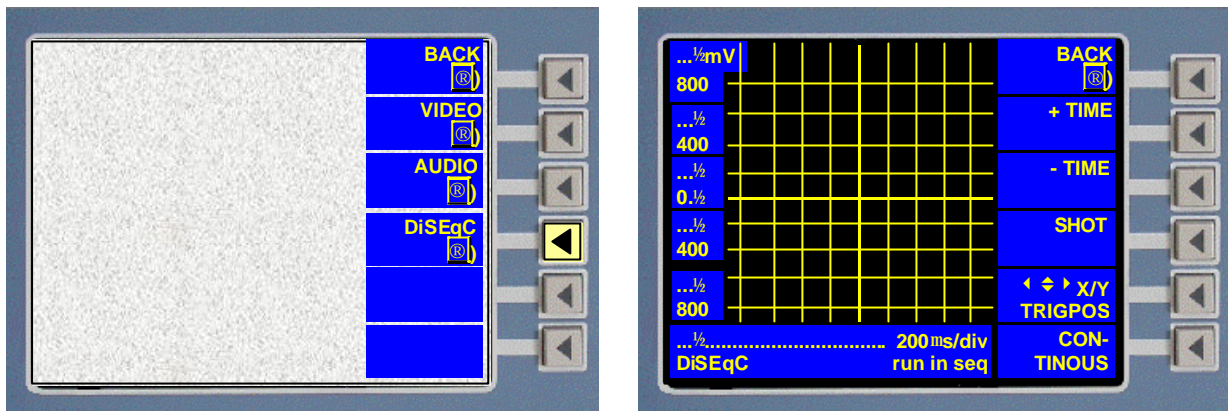 BACK
®)
VIDEO
®)
AUDIO
®)
DiSEqC
®)
...½mV
800
...½
400
...½
0.½
...½
400
...½
800
...½................................. 200ms/div
DiSEqC run in seq
BACK
®)
+ TIME
- TIME
SHOT
X/Y
TRIGPOS
CON-
TINOUS